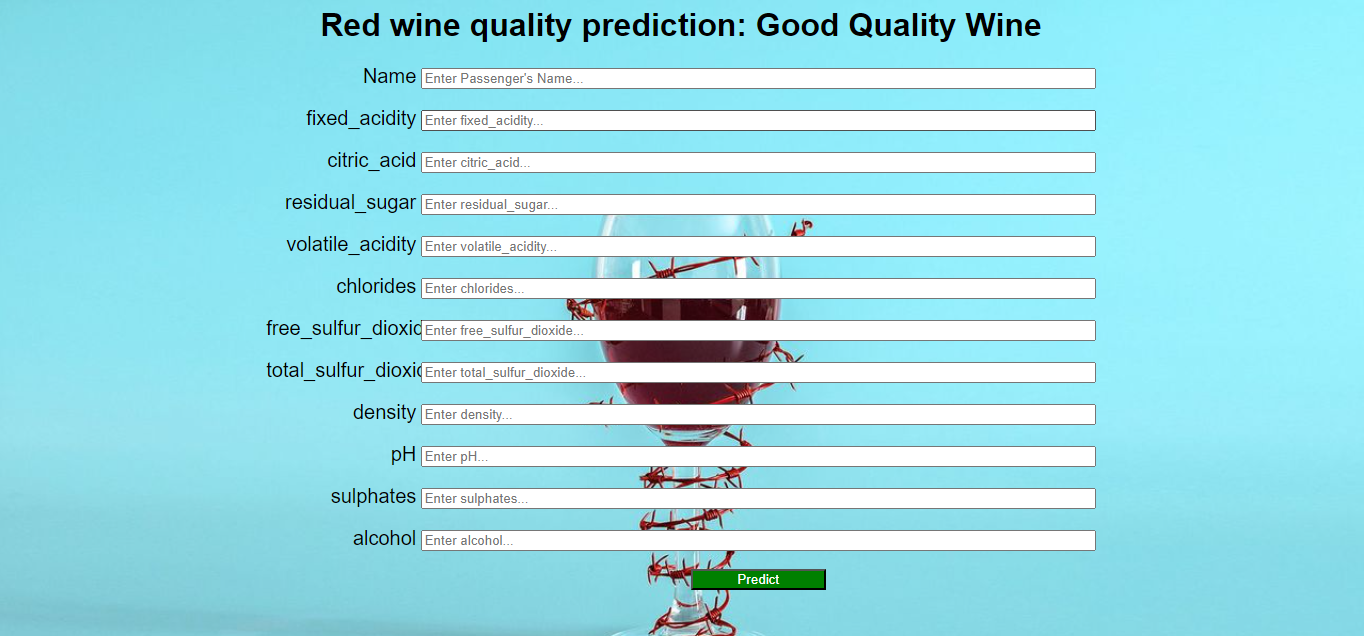 Red wine quality prediction: Good Quality Wine
Name Enter Passenger's Name...
fixed_acidity Enter fixed_acidity...
citric_acid Enter citric_acid...
residual_sugar Enter residual_sugar...
volatile_acidity Enter volatile_acidity...
chlorides Enter chlorides...
free_sulfur_dioxid Enter free_sulfur_dioxide...
total_sulfur_dioxid Enter total_sulfur_dioxide...
density Enter density...
pH Enter pH...
sulphates Enter sulphates...
alcohol Enter alcohol...
Predict